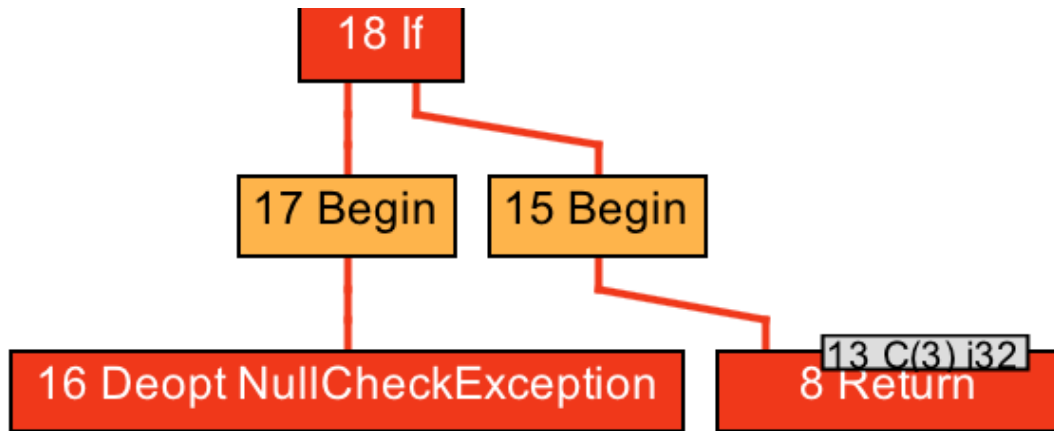 18 If
17 Begin
15 Begin
16 Deopt NullCheckException
13 C(3) i32
8 Return